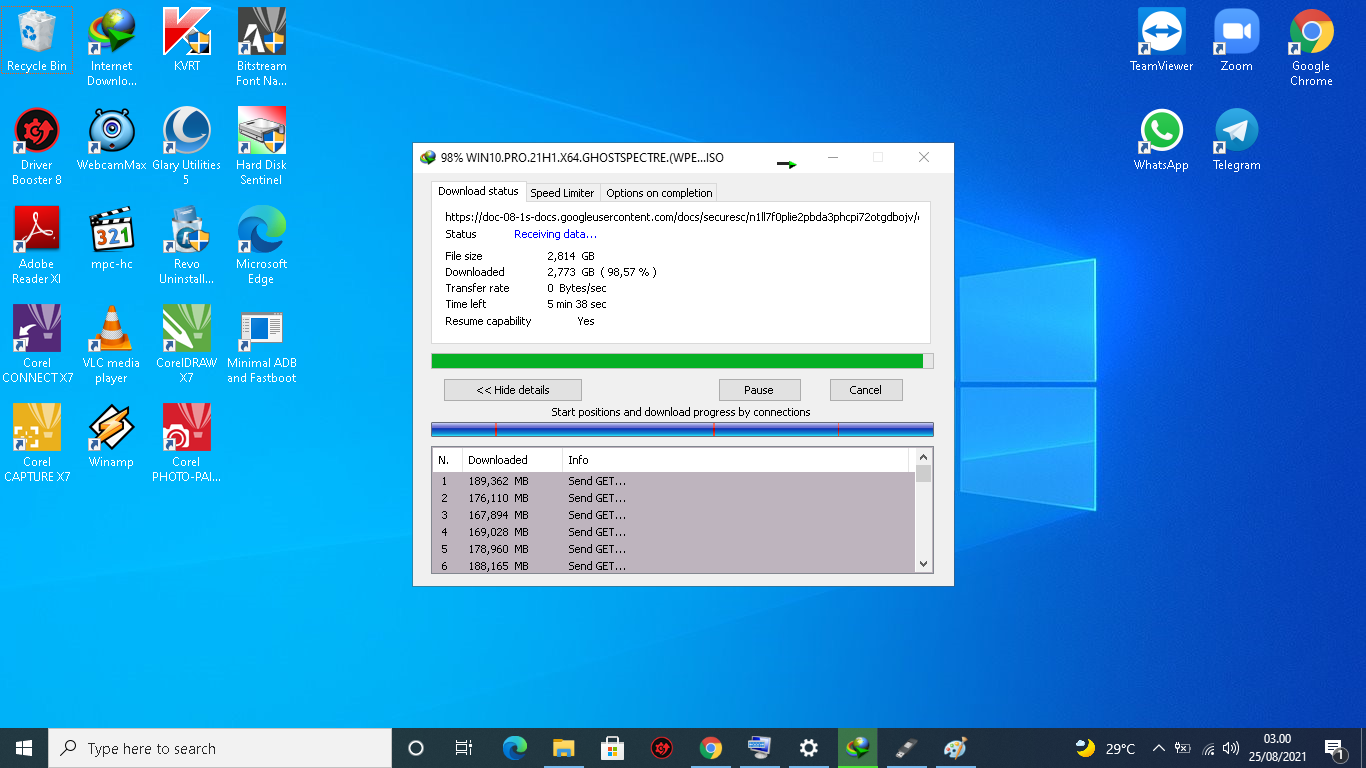 Recycle Bin
Internet
Downlo...
KVRT
Bitstream
Font Na...
Driver
Booster 8
WebcamMax
Glary Utilities
5
Hard Disk
Sentinel
Adobe
Reader XI
321
mpc-hc
Revo
Uninstall...
Microsoft
Edge
Corel
CONNECT X7
VLC media
player
CorelDRAW
X7
Minimal ADB
and Fastboot
Corel
CAPTURE X7
Winamp
Corel
PHOTO-PAI...
TeamViewer
Zoom
Google
Chrome
WhatsApp
Telegram
98% WIN10.PRO.21H1.X64.GHOSTSPECTRE.(WPE...ISO
Download status
Speed Limiter
Options on completion
https://doc-08-1s-docs.googleusercontent.com/docs/securesc/n1ll7f0plie2pbda3phcpi72otgdbojv/
Status Receiving data...
File size 2,814 GB
Downloaded 2,773 GB ( 98,57 % )
Transfer rate 0 Bytes/sec
Time left 5 min 38 sec
Resume capability Yes
<< Hide details
Pause
Cancel
Start positions and download progress by connections
N. Downloaded Info
1 189,362 MB Send GET...
2 176,110 MB Send GET...
3 167,894 MB Send GET...
4 169,028 MB Send GET...
5 178,960 MB Send GET...
6 188,165 MB Send GET...
Type here to search
29°C
03.00
25/08/2021
1